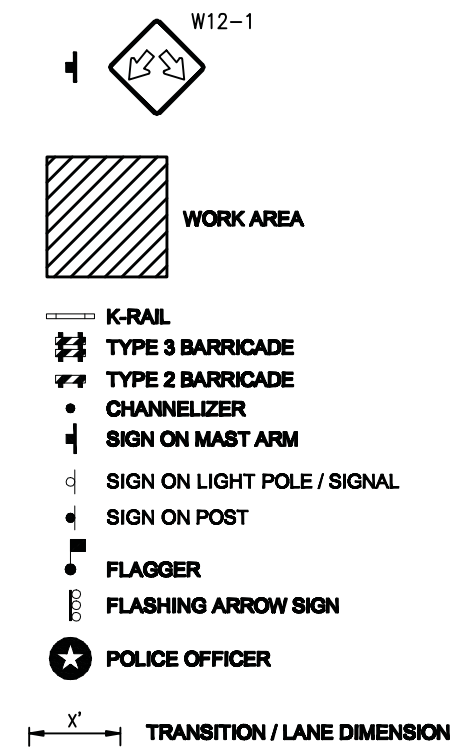 W12-1
WORK AREA
K-RAIL
TYPE 3 BARRICADE
TYPE 2 BARRICADE
CHANNELIZER
SIGN ON MAST ARM
SIGN ON LIGHT POLE / SIGNAL
SIGN ON POST
FLAGGER
FLASHING ARROW SIGN
POLICE OFFICER
X'
TRANSITION / LANE DIMENSION